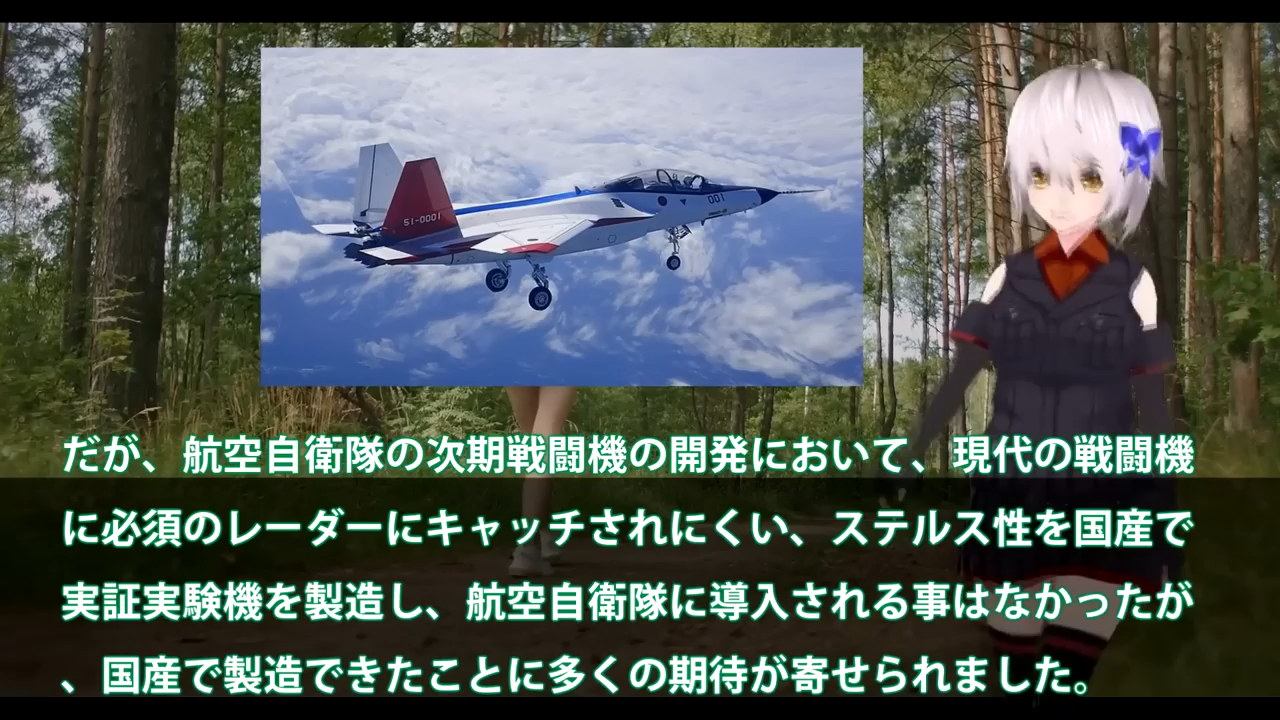 001
51-0001
だが、航空自衛隊の次期戦闘機の開発において、現代の戦闘機
に必須のレーダーにキャッチされにくい、ステルス性を国産で
実証実験機を製造し、航空自衛隊に導入される事はなかったが
、国産で製造できたことに多くの期待が寄せられました。